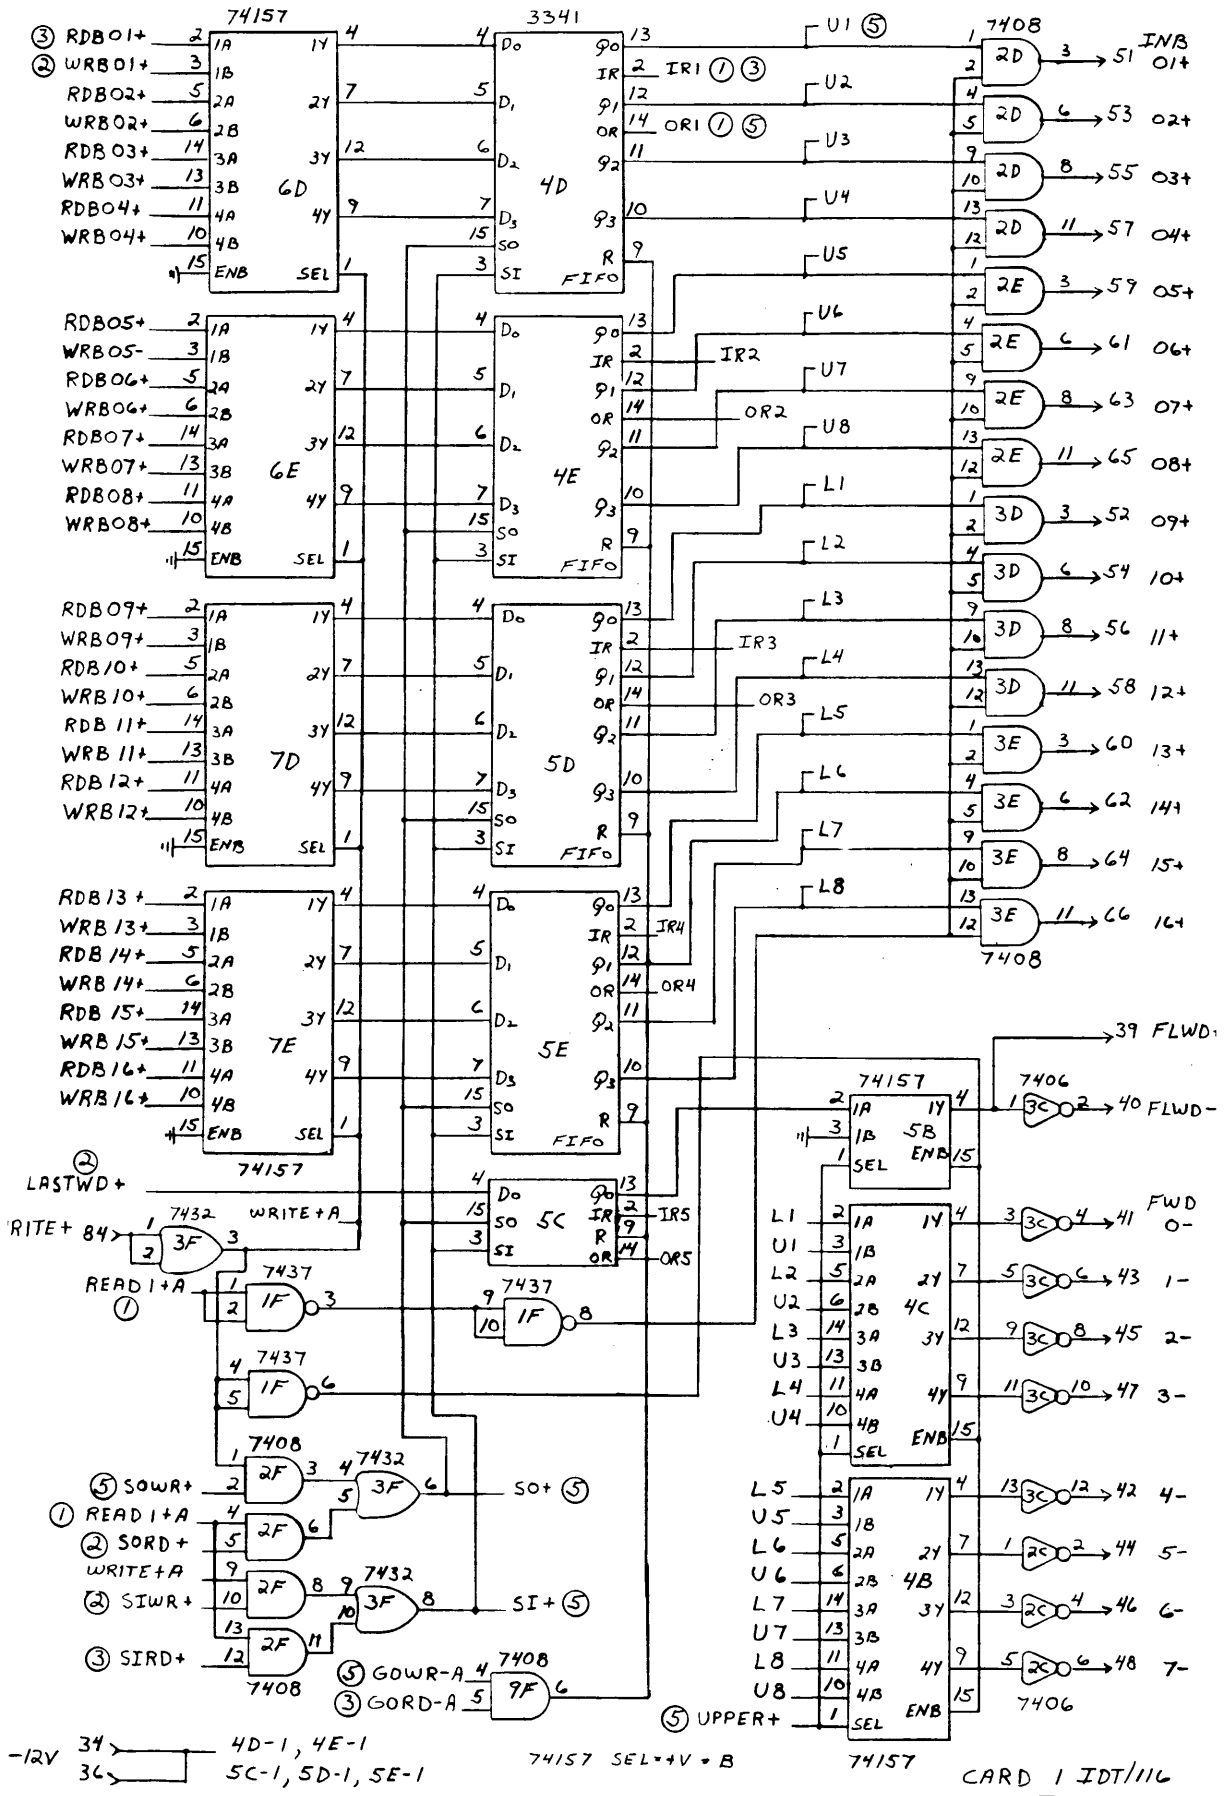 74157 3341 7408 INB
③ RDB01+ 2 1A 1Y 4 4 D0 Q0 13 U1 ⑤ 1 2D 3 51 01+
② WRB01+ 3 1B IR 2 IR1 ① ③ 2
RDB02+ 5 2A 2Y 7 5 D1 Q1 12 U2 4 2D 6 53 02+
WRB02+ 6 2B OR 14 OR1 ① ⑤ 5
RDB03+ 14 3A 3Y 12 6 D2 Q2 11 U3 9 2D 8 55 03+
WRB03+ 13 3B 6D 4D 10
RDB04+ 11 4A 4Y 9 7 D3 Q3 10 U4 13 2D 11 57 04+
WRB04+ 10 4B 15 SO R 9 12
15 ENB SEL 1 3 SI FIFO U5 1 2E 3 59 05+
2
RDB05+ 2 1A 1Y 4 4 D0 Q0 13 U6 4 2E 6 61 06+
WRB05- 3 1B IR 2 IR2 5
RDB06+ 5 2A 2Y 7 5 D1 Q1 12 U7 9 2E 8 63 07+
WRB06+ 6 2B OR 14 OR2 10
RDB07+ 14 3A 3Y 12 6 D2 Q2 11 U8 13 2E 11 65 08+
WRB07+ 13 3B 6E 4E 12
RDB08+ 11 4A 4Y 9 7 D3 Q3 10 L1 1 3D 3 52 09+
WRB08+ 10 4B 15 SO R 9 2
15 ENB SEL 1 3 SI FIFO L2 4 3D 6 54 10+
5
RDB09+ 2 1A 1Y 4 4 D0 Q0 13 L3 9 3D 8 56 11+
WRB09+ 3 1B IR 2 IR3 10
RDB10+ 5 2A 2Y 7 5 D1 Q1 12 L4 13 3D 11 58 12+
WRB10+ 6 2B OR 14 OR3 12
RDB11+ 14 3A 3Y 12 6 D2 Q2 11 L5 1 3E 3 60 13+
WRB11+ 13 3B 7D 5D 2
RDB12+ 11 4A 4Y 9 7 D3 Q3 10 L6 4 3E 6 62 14+
WRB12+ 10 4B 15 SO R 9 5
15 ENB SEL 1 3 SI FIFO L7 9 3E 8 64 15+
10
RDB13+ 2 1A 1Y 4 4 D0 Q0 13 L8 13 3E 11 66 16+
WRB13+ 3 1B IR 2 IR4 12
RDB14+ 5 2A 2Y 7 5 D1 Q1 12 7408
WRB14+ 6 2B OR 14 OR4
RDB15+ 14 3A 3Y 12 6 D2 Q2 11
WRB15+ 13 3B 7E 5E 39 FLWD+
RDB16+ 11 4A 4Y 9 7 D3 Q3 10 74157 7406
WRB16+ 10 4B 15 SO R 9 2 1A 1Y 4 1 3C 2 40 FLWD-
15 ENB SEL 1 3 SI FIFO 3 1B 5B
74157 1 SEL ENB 15
②
LASTWD+ 4 D0 Q0 13
7432 WRITE+A 15 SO 5C IR 2 IR5 FWD
RITE+ 84 1 2 3F 3 R 9 L1 2 1A 1Y 4 3 3C 4 41 0-
3 SI OR 14 OR5 U1 3 1B
READ1+A 7437 7437 L2 5 2A 2Y 7 5 3C 6 43 1-
① 1 2 1F 3 9 10 1F 8 U2 6 2B 4C
L3 14 3A 3Y 12 9 3C 8 45 2-
7437 U3 13 3B
4 5 1F 6 L4 11 4A 4Y 9 11 3C 10 47 3-
U4 10 4B ENB 15
7408 7432 1 SEL
⑤ SOWR+ 1 2 2F 3 4 5 3F 6 SO+ ⑤ L5 2 1A 1Y 4 13 3C 12 42 4-
① READ1+A 4 U5 3 1B
② SORD+ 5 2F 6 L6 5 2A 2Y 7 1 2C 2 44 5-
WRITE+A 9 7432 U6 6 2B 4B
② SIWR+ 10 2F 8 9 10 3F 8 SI+ ⑤ L7 14 3A 3Y 12 3 2C 4 46 6-
13 U7 13 3B
③ SIRD+ 12 2F 11 L8 11 4A 4Y 9 5 2C 6 48 7-
7408 ⑤ GOWR-A 4 7408 U8 10 4B ENB 15 7406
③ GORD-A 5 9F 6 ⑤ UPPER+ 1 SEL
-12V 34 4D-1, 4E-1 74157 SEL=+V=B 74157
36 5C-1, 5D-1, 5E-1 CARD 1 IDT/116